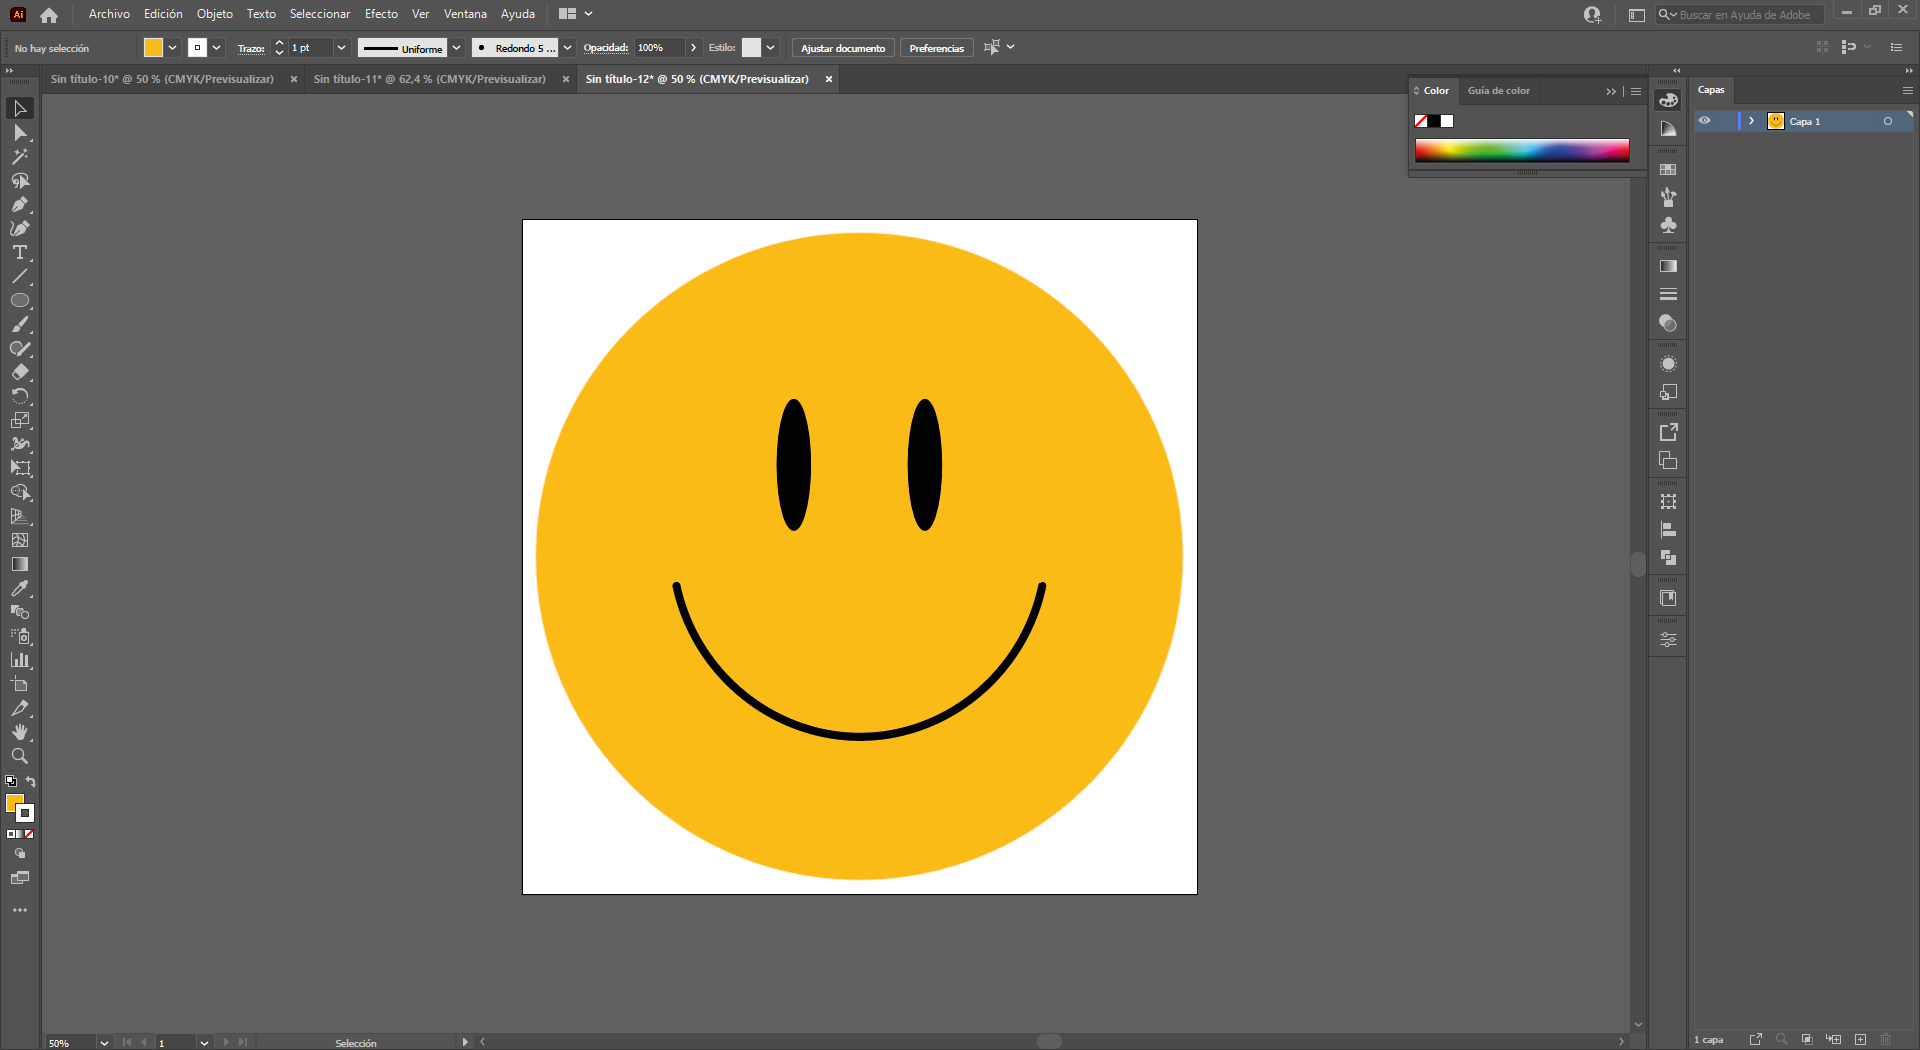 Ai Archivo Edición Objeto Texto Seleccionar Efecto Ver Ventana Ayuda Buscar en Ayuda de Adobe
No hay selección Trazo: 1 pt Uniforme Redondo 5 ... Opacidad: 100% Estilo: Ajustar documento Preferencias
Sin título-10* @ 50 % (CMYK/Previsualizar) Sin título-11* @ 62,4 % (CMYK/Previsualizar) Sin título-12* @ 50 % (CMYK/Previsualizar)
Color Guía de color
Capas
Capa 1
50% 1 Selección
1 capa